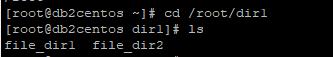 [root@db2centos ~]# cd /root/dir1
[root@db2centos dir1]# ls
file_dir1  file_dir2